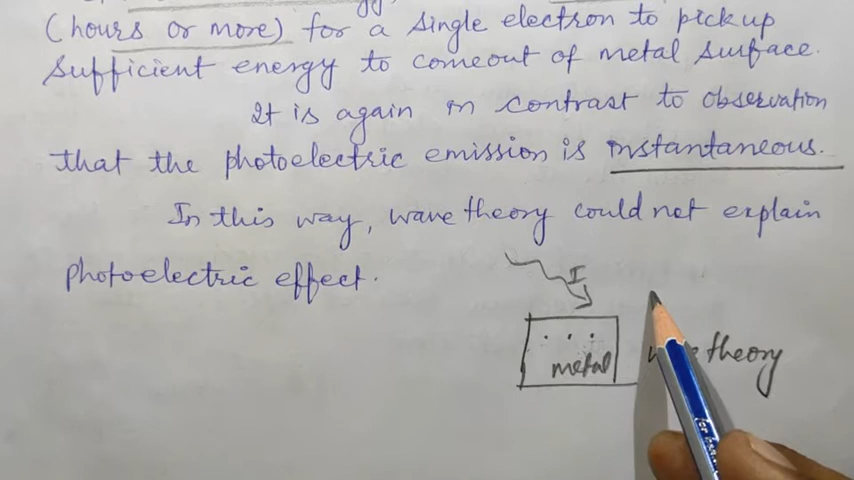 (hours or more) for a single electron to pickup
sufficient energy to comeout of metal surface.
It is again in contrast to observation
that the photoelectric emission is instantaneous.
In this way, wave theory could not explain
photoelectric effect.
I
metal
theory